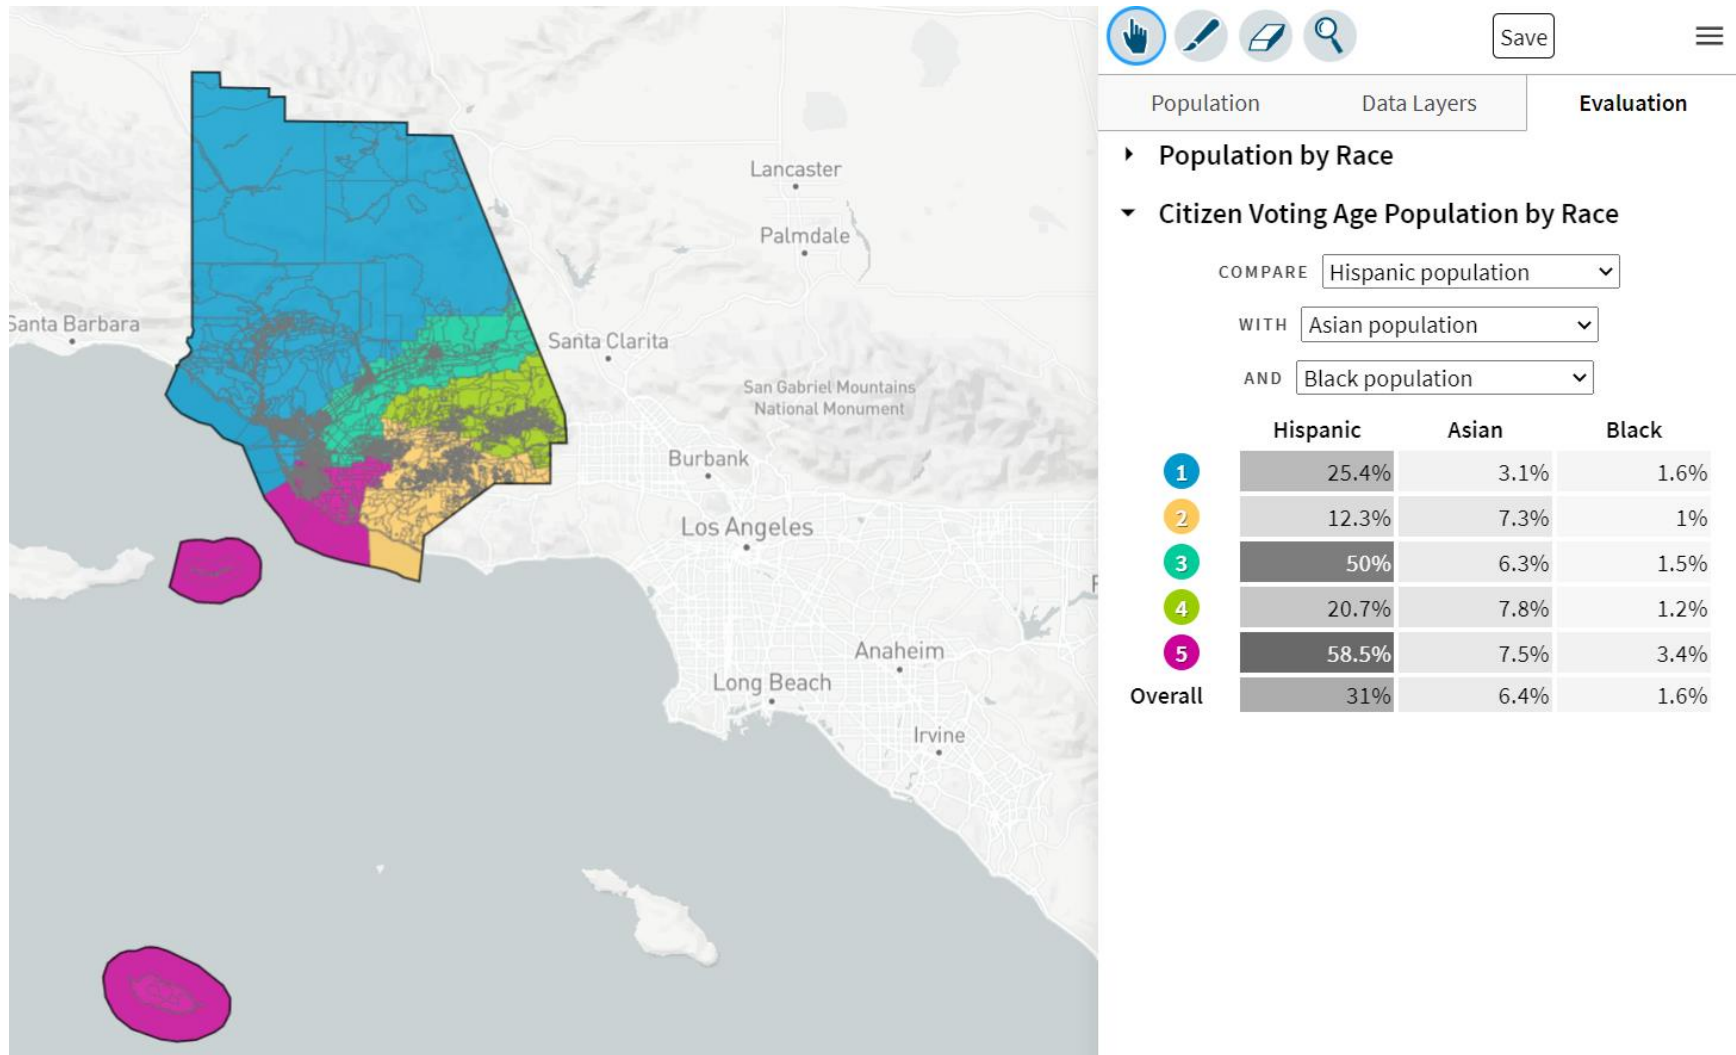 Lancaster
Palmdale
Santa Barbara
Santa Clarita
San Gabriel Mountains
National Monument
Burbank
Los Angeles
Anaheim
Long Beach
Irvine
Save
Population Data Layers Evaluation
Population by Race
Citizen Voting Age Population by Race
COMPARE Hispanic population
WITH Asian population
AND Black population
Hispanic Asian Black
1 25.4% 3.1% 1.6%
2 12.3% 7.3% 1%
3 50% 6.3% 1.5%
4 20.7% 7.8% 1.2%
5 58.5% 7.5% 3.4%
Overall 31% 6.4% 1.6%